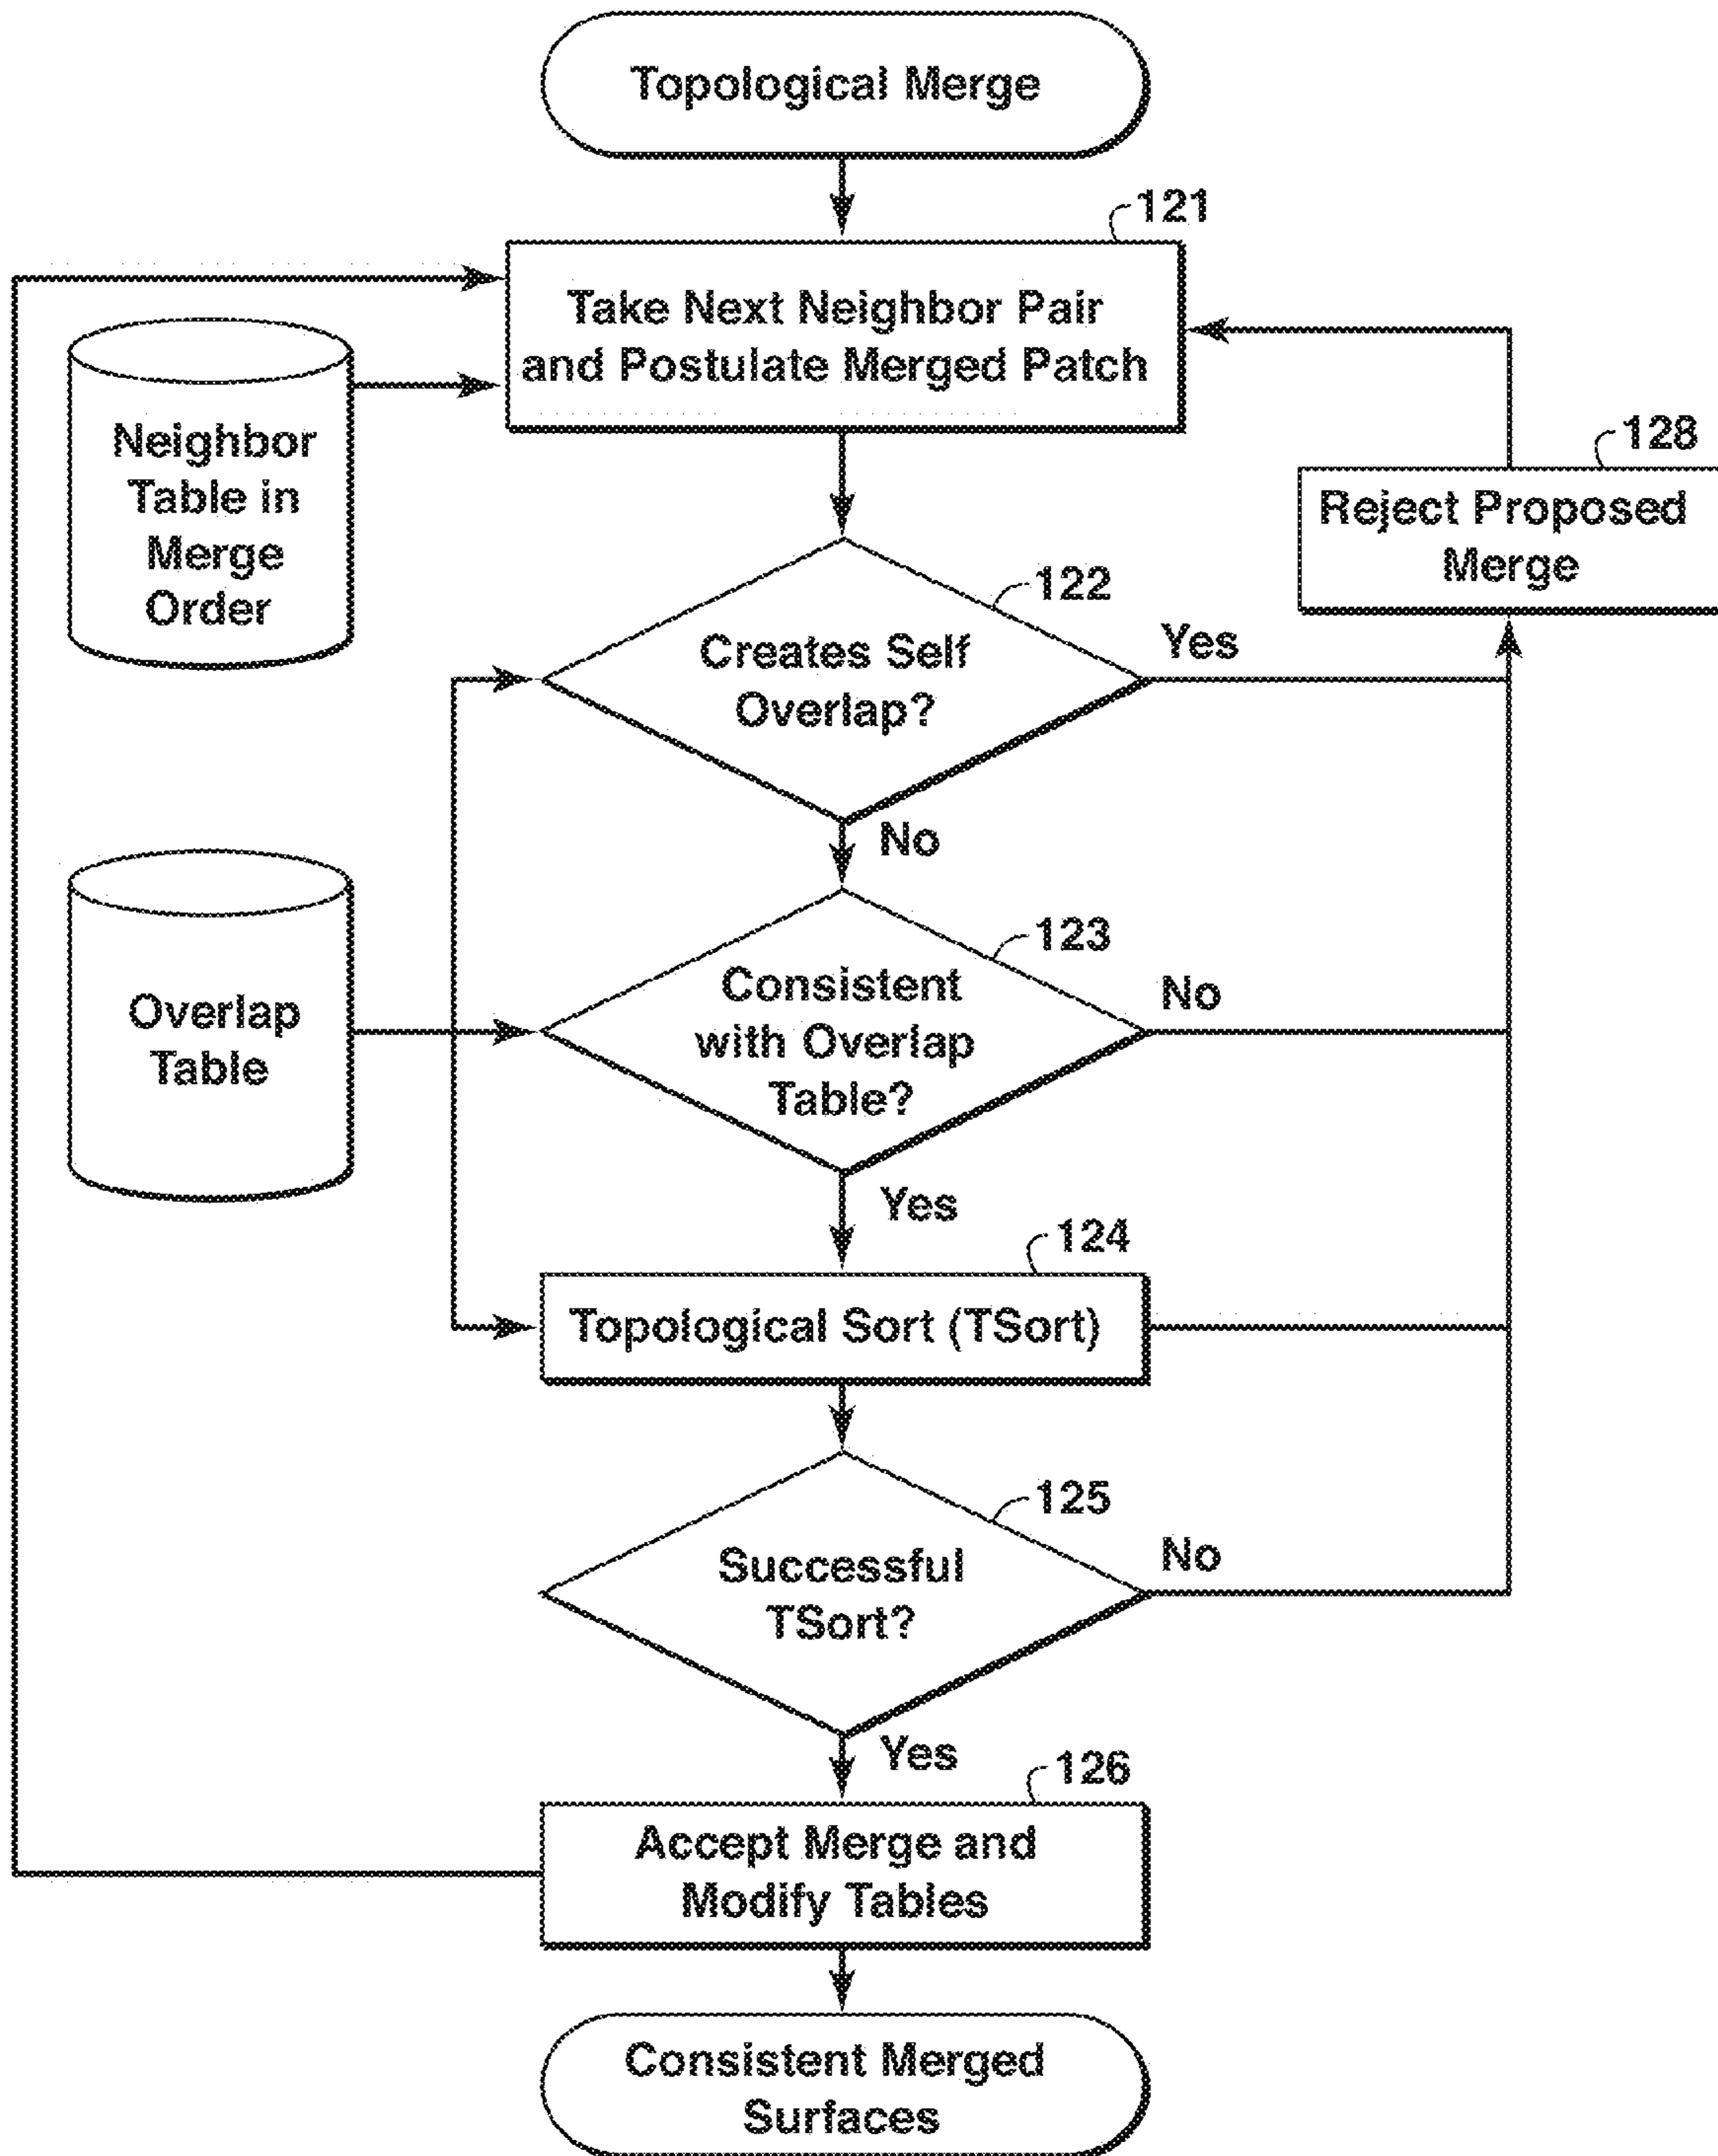 Topological Merge
121
Take Next Neighbor Pair
and Postulate Merged Patch
Neighbor
Table in
Merge
Order
128
Reject Proposed
Merge
122
Creates Self
Overlap?
Yes
No
Overlap
Table
123
Consistent
with Overlap
Table?
No
Yes
124
Topological Sort (TSort)
125
Successful
TSort?
No
Yes
126
Accept Merge and
Modify Tables
Consistent Merged
Surfaces